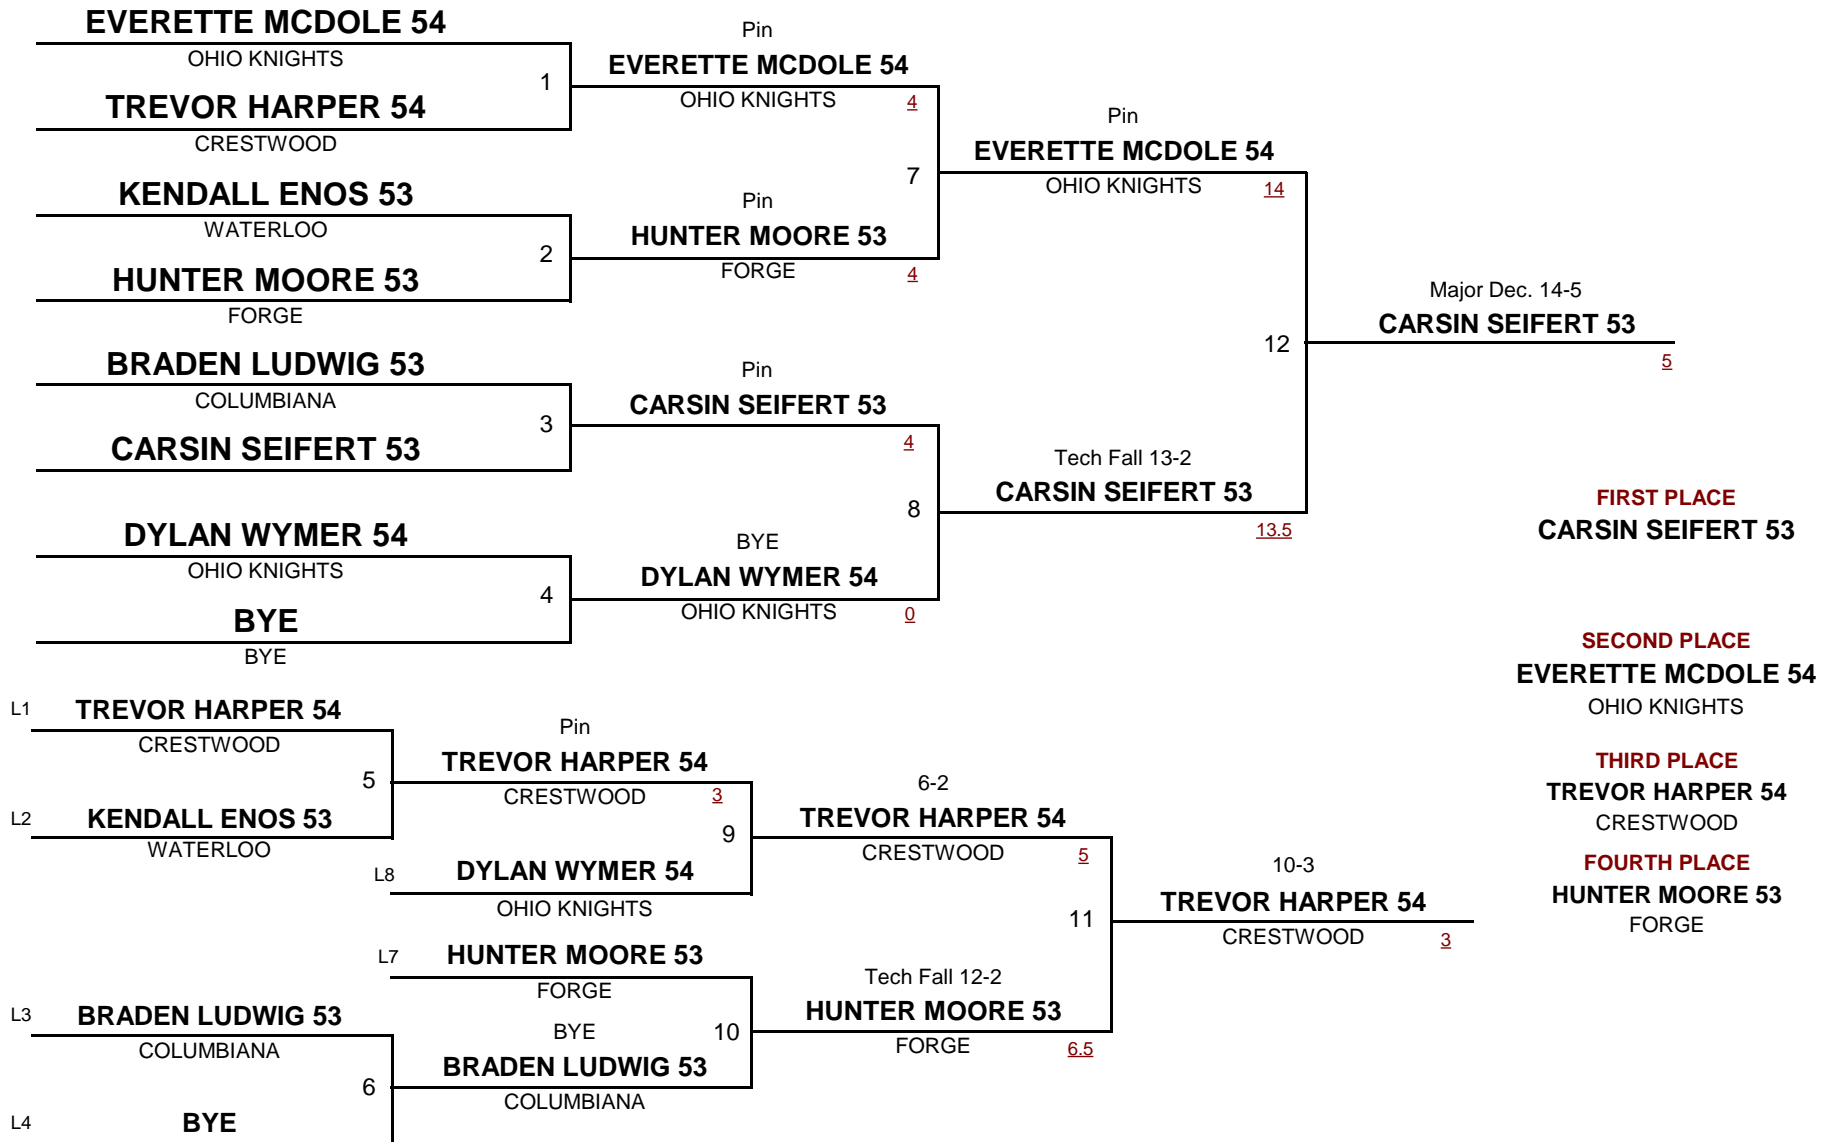 EVERETTE MCDOLE 54
OHIO KNIGHTS
1
TREVOR HARPER 54
CRESTWOOD
KENDALL ENOS 53
WATERLOO
2
HUNTER MOORE 53
FORGE
BRADEN LUDWIG 53
COLUMBIANA
3
CARSIN SEIFERT 53
DYLAN WYMER 54
OHIO KNIGHTS
4
BYE
BYE
Pin
EVERETTE MCDOLE 54
OHIO KNIGHTS 4
7
Pin
HUNTER MOORE 53
FORGE 4
Pin
CARSIN SEIFERT 53
4
8
BYE
DYLAN WYMER 54
OHIO KNIGHTS 0
Pin
EVERETTE MCDOLE 54
OHIO KNIGHTS 14
12
Tech Fall 13-2
CARSIN SEIFERT 53
13.5
Major Dec. 14-5
CARSIN SEIFERT 53
5
FIRST PLACE
CARSIN SEIFERT 53
SECOND PLACE
EVERETTE MCDOLE 54
OHIO KNIGHTS
THIRD PLACE
TREVOR HARPER 54
CRESTWOOD
FOURTH PLACE
HUNTER MOORE 53
FORGE
L1 TREVOR HARPER 54
CRESTWOOD
5
L2 KENDALL ENOS 53
WATERLOO
L3 BRADEN LUDWIG 53
COLUMBIANA
6
L4 BYE
Pin
TREVOR HARPER 54
CRESTWOOD 3
9
L8 DYLAN WYMER 54
OHIO KNIGHTS
L7 HUNTER MOORE 53
FORGE
BYE 10
BRADEN LUDWIG 53
COLUMBIANA
6-2
TREVOR HARPER 54
CRESTWOOD 5
11
Tech Fall 12-2
HUNTER MOORE 53
FORGE 6.5
10-3
TREVOR HARPER 54
CRESTWOOD 3